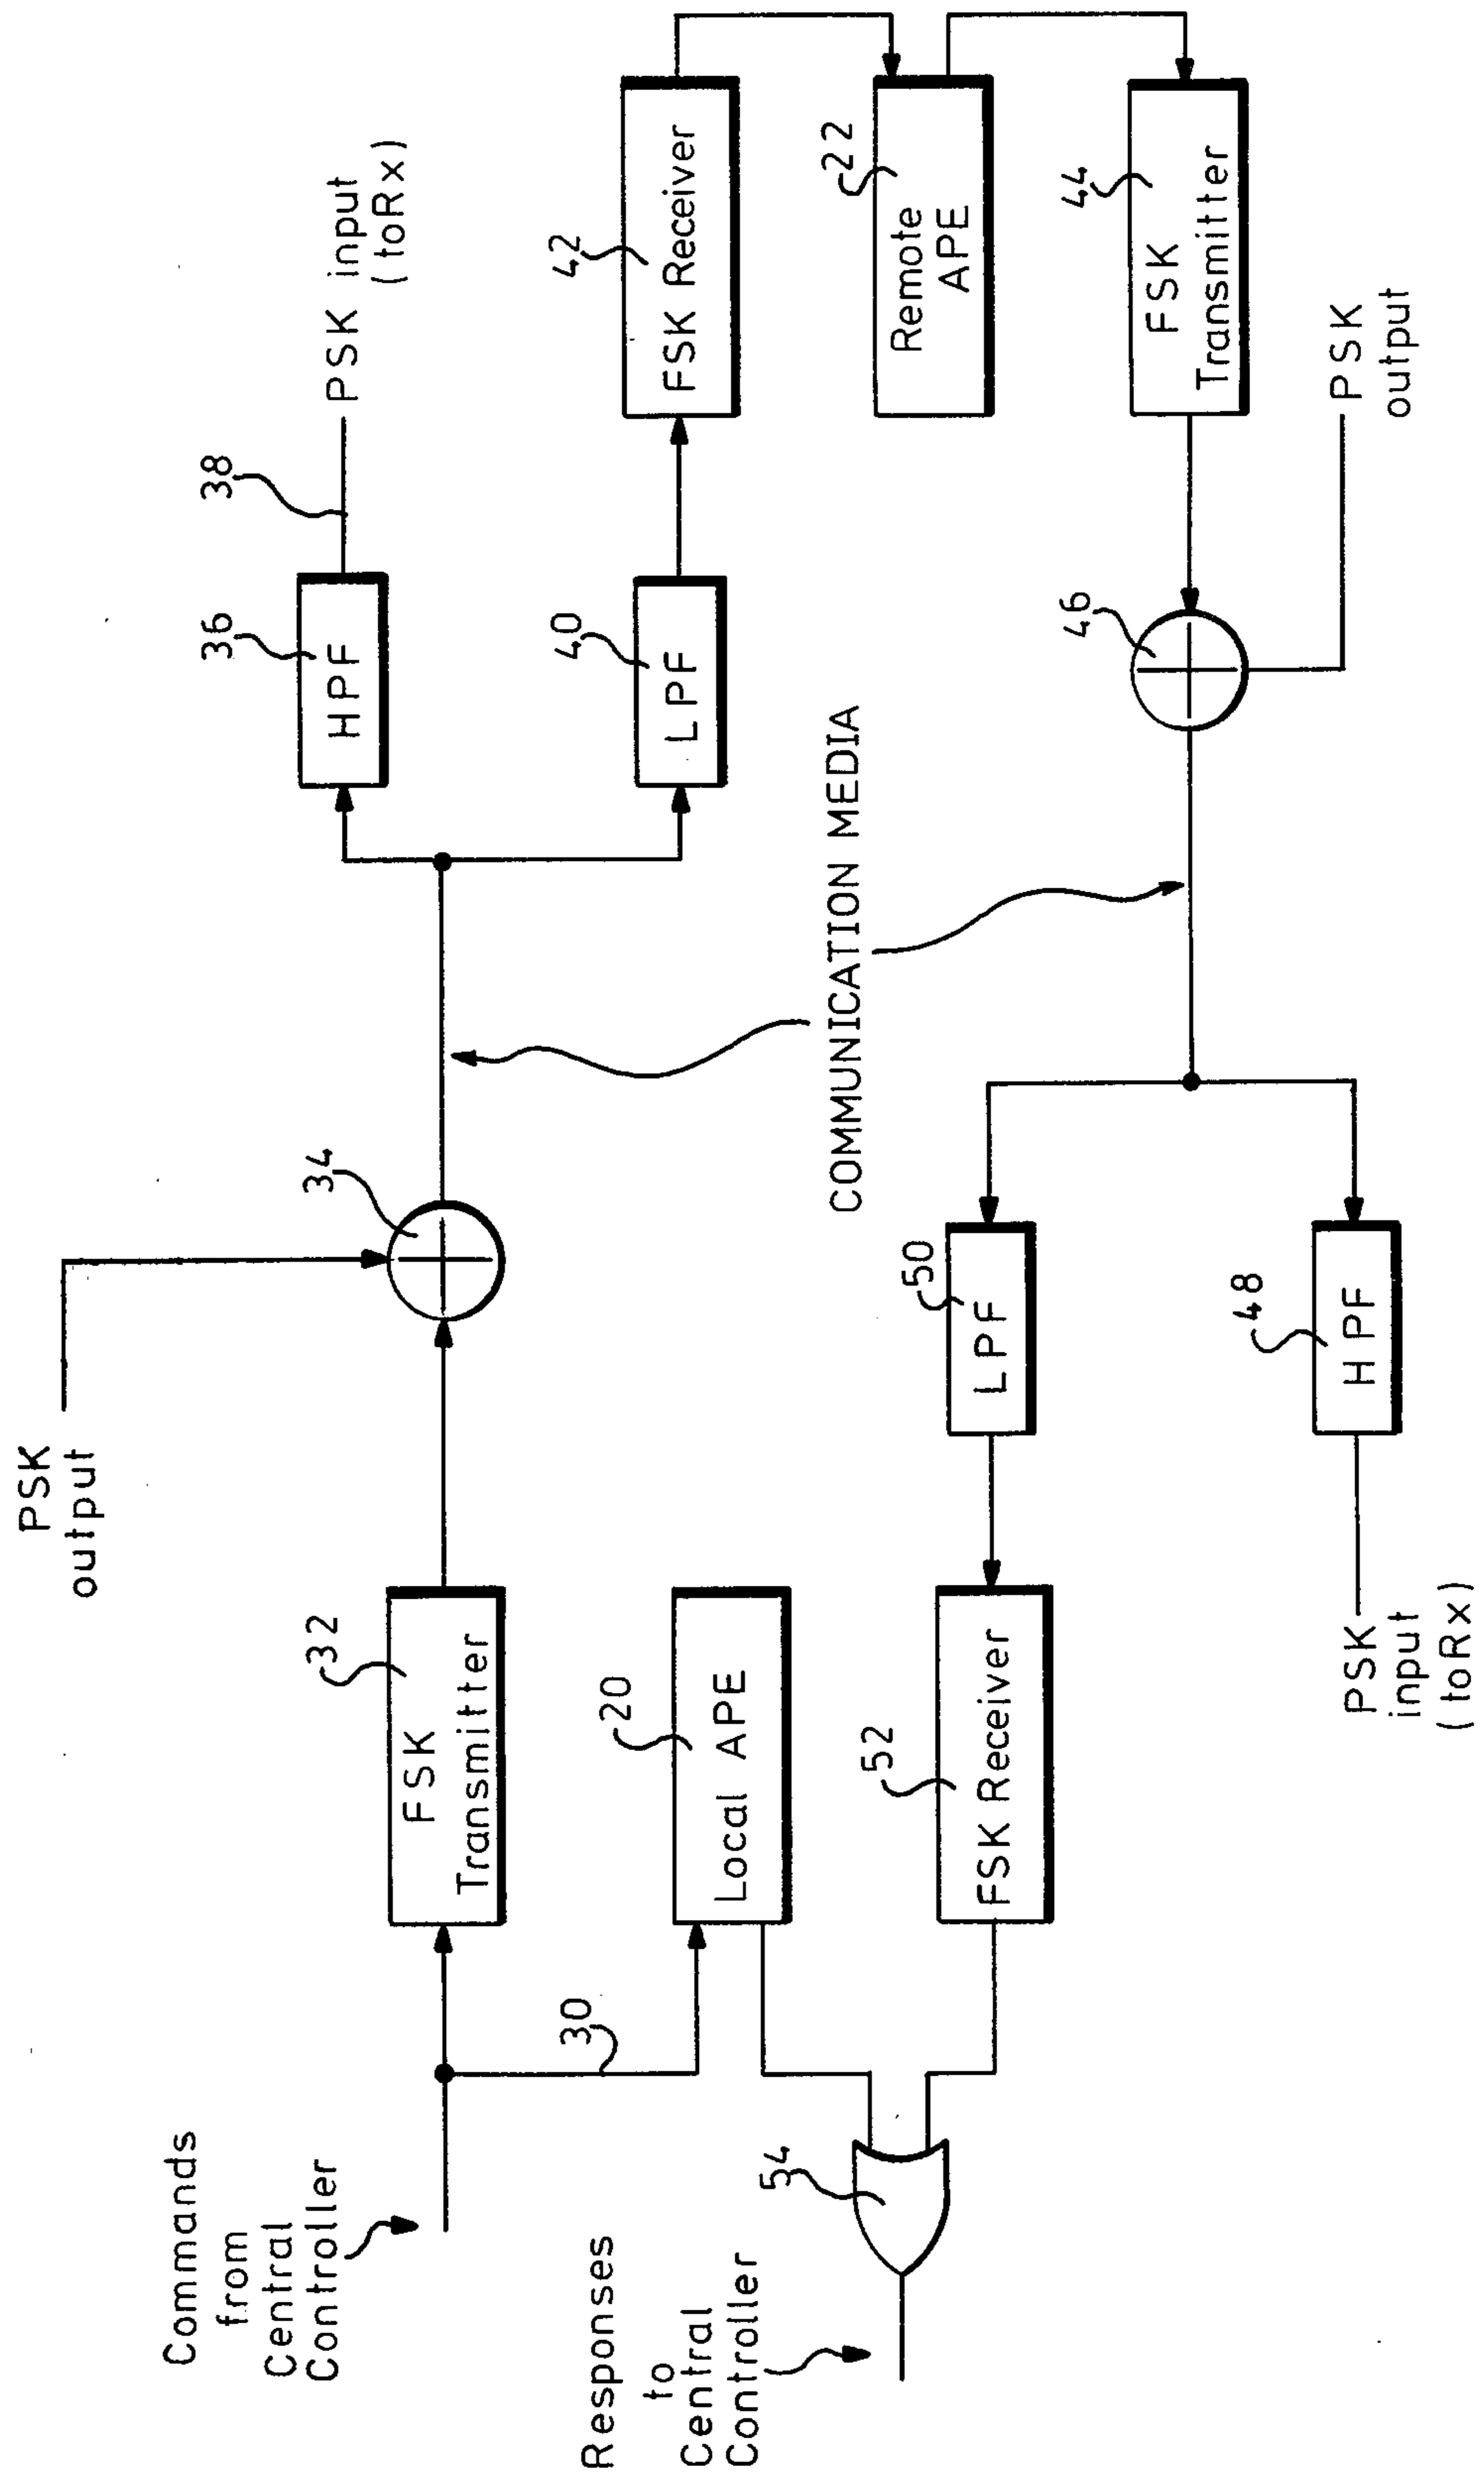 PSK
output
Commands
from
Central
Controller
FSK
Transmitter
32
34
36
HPF
38
PSK input
(toRx)
30
20
Local APE
40
LPF
42
FSK Receiver
COMMUNICATION MEDIA
Responses
to
Central
Controller
54
52
FSK Receiver
50
LPF
22
Remote
APE
48
HPF
PSK
input
(toRx)
46
44
FSK
Transmitter
PSK
output